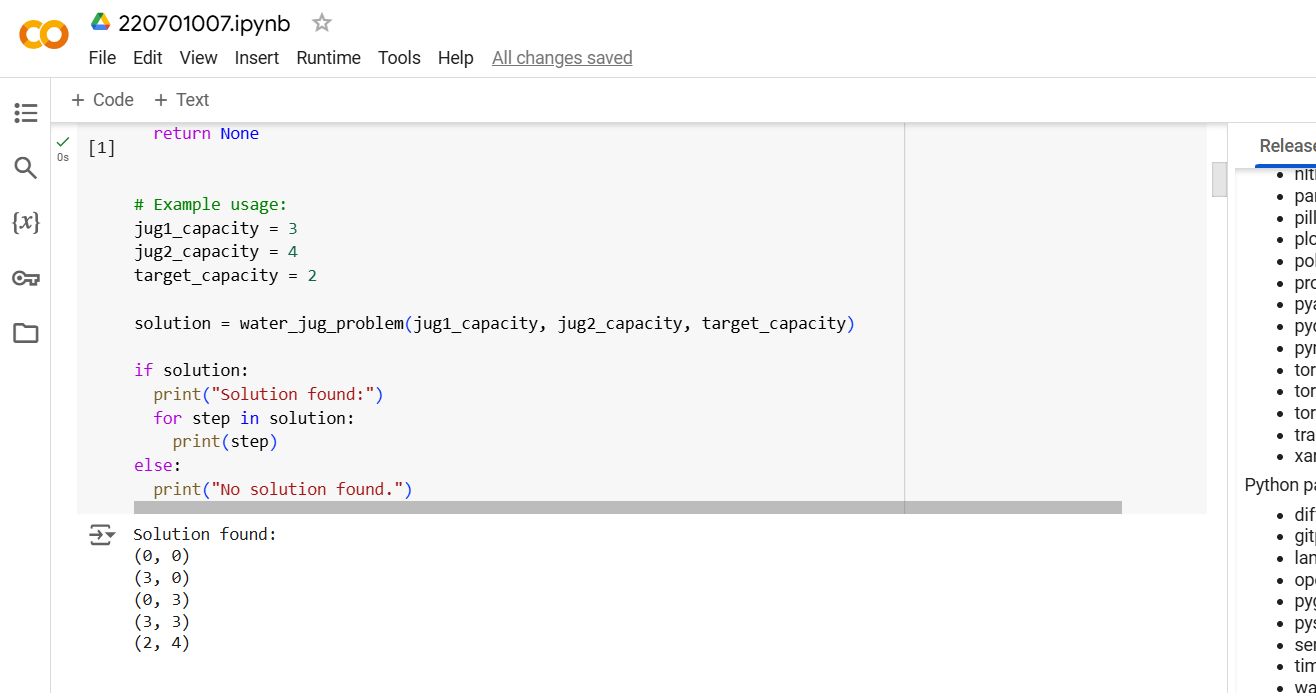 220701007.ipynb
File Edit View Insert Runtime Tools Help All changes saved
+ Code + Text
return None
[1]
0s
# Example usage:
jug1_capacity = 3
jug2_capacity = 4
target_capacity = 2
solution = water_jug_problem(jug1_capacity, jug2_capacity, target_capacity)
if solution:
print("Solution found:")
for step in solution:
print(step)
else:
print("No solution found.")
Solution found:
(0, 0)
(3, 0)
(0, 3)
(3, 3)
(2, 4)
{x}
Python